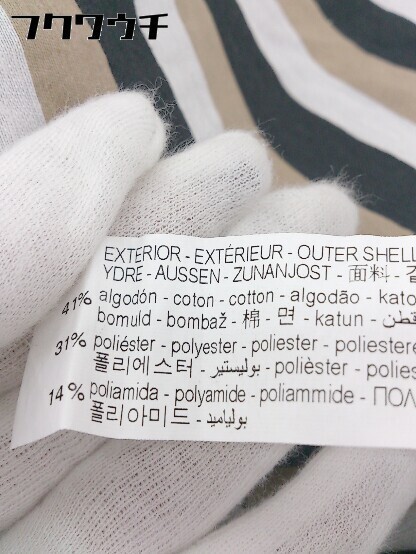 フクワウチ
EXTERIOR - EXTÉRIEUR - OUTER SHELL
YDRE - AUSSEN - ZUNANJOST - 面料 -
41% algodón - coton - cotton - algodão - kato
bomuld - bombaž - 棉 - 면 - katun - قطن
31% poliéster - polyester - poliester - poliestere
폴리에스터 - بوليستير - polièster - polies
14% poliamida - polyamide - poliammide - ΠΟΛ
폴리아미드 - بولياميد